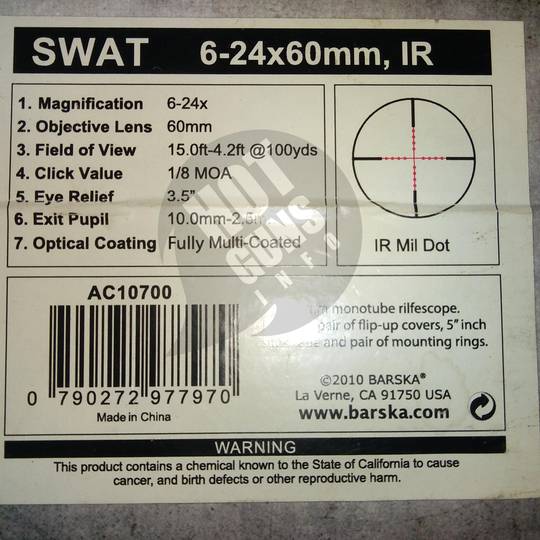 SWAT 6-24x60mm, IR
1. Magnification 6-24x
2. Objective Lens 60mm
3. Field of View 15.0ft-4.2ft @100yds
4. Click Value 1/8 MOA
5. Eye Relief 3.5"
6. Exit Pupil 10.0mm-2.5m
7. Optical Coating Fully Multi-Coated
IR Mil Dot
HOT
GUNS
INFO
AC10700
0 790272 977970
Made in China
monotube rilfescope.
pair of flip-up covers, 5" inch
and pair of mounting rings.
©2010 BARSKA®
La Verne, CA 91750 USA
www.barska.com
WARNING
This product contains a chemical known to the State of California to cause
cancer, and birth defects or other reproductive harm.